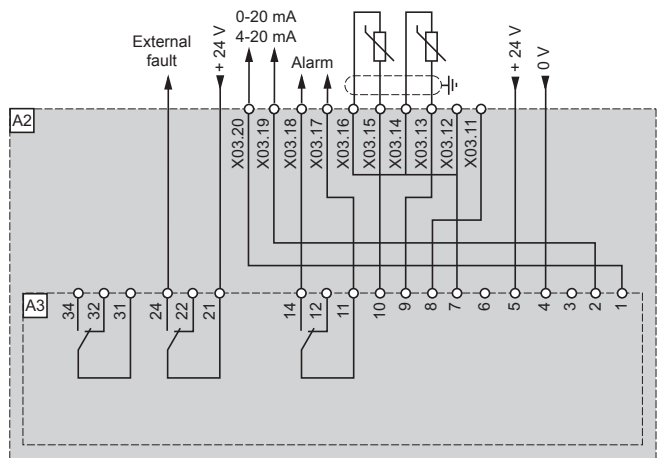 0-20 mA
4-20 mA
External
fault
+ 24 V
Alarm
+ 24 V
0 V
A2
X03.20
X03.19
X03.18
X03.17
X03.16
X03.15
X03.14
X03.13
X03.12
X03.11
A3
34
32
31
24
22
21
14
12
11
10
9
8
7
6
5
4
3
2
1